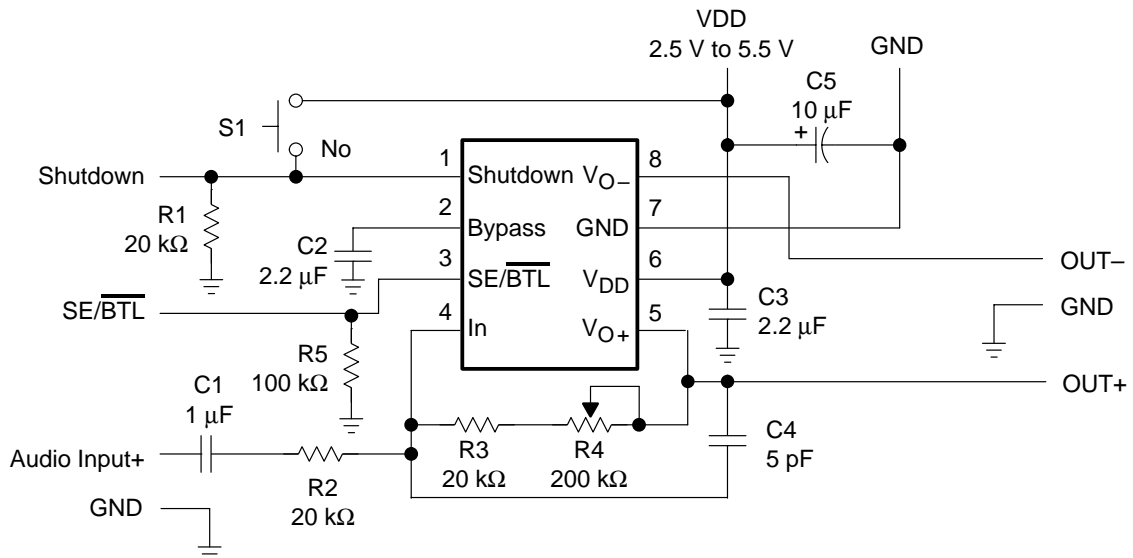 VDD
2.5 V to 5.5 V
GND
C5
10 μF
+
S1
No
Shutdown
1
Shutdown
VO−
8
R1
20 kΩ
2
Bypass
GND
7
C2
2.2 μF
3
SE/B̅T̅L̅
VDD
6
OUT−
SE/B̅T̅L̅
4
In
VO+
5
C3
2.2 μF
GND
R5
100 kΩ
OUT+
C1
1 μF
R3
20 kΩ
R4
200 kΩ
C4
5 pF
Audio Input+
R2
20 kΩ
GND